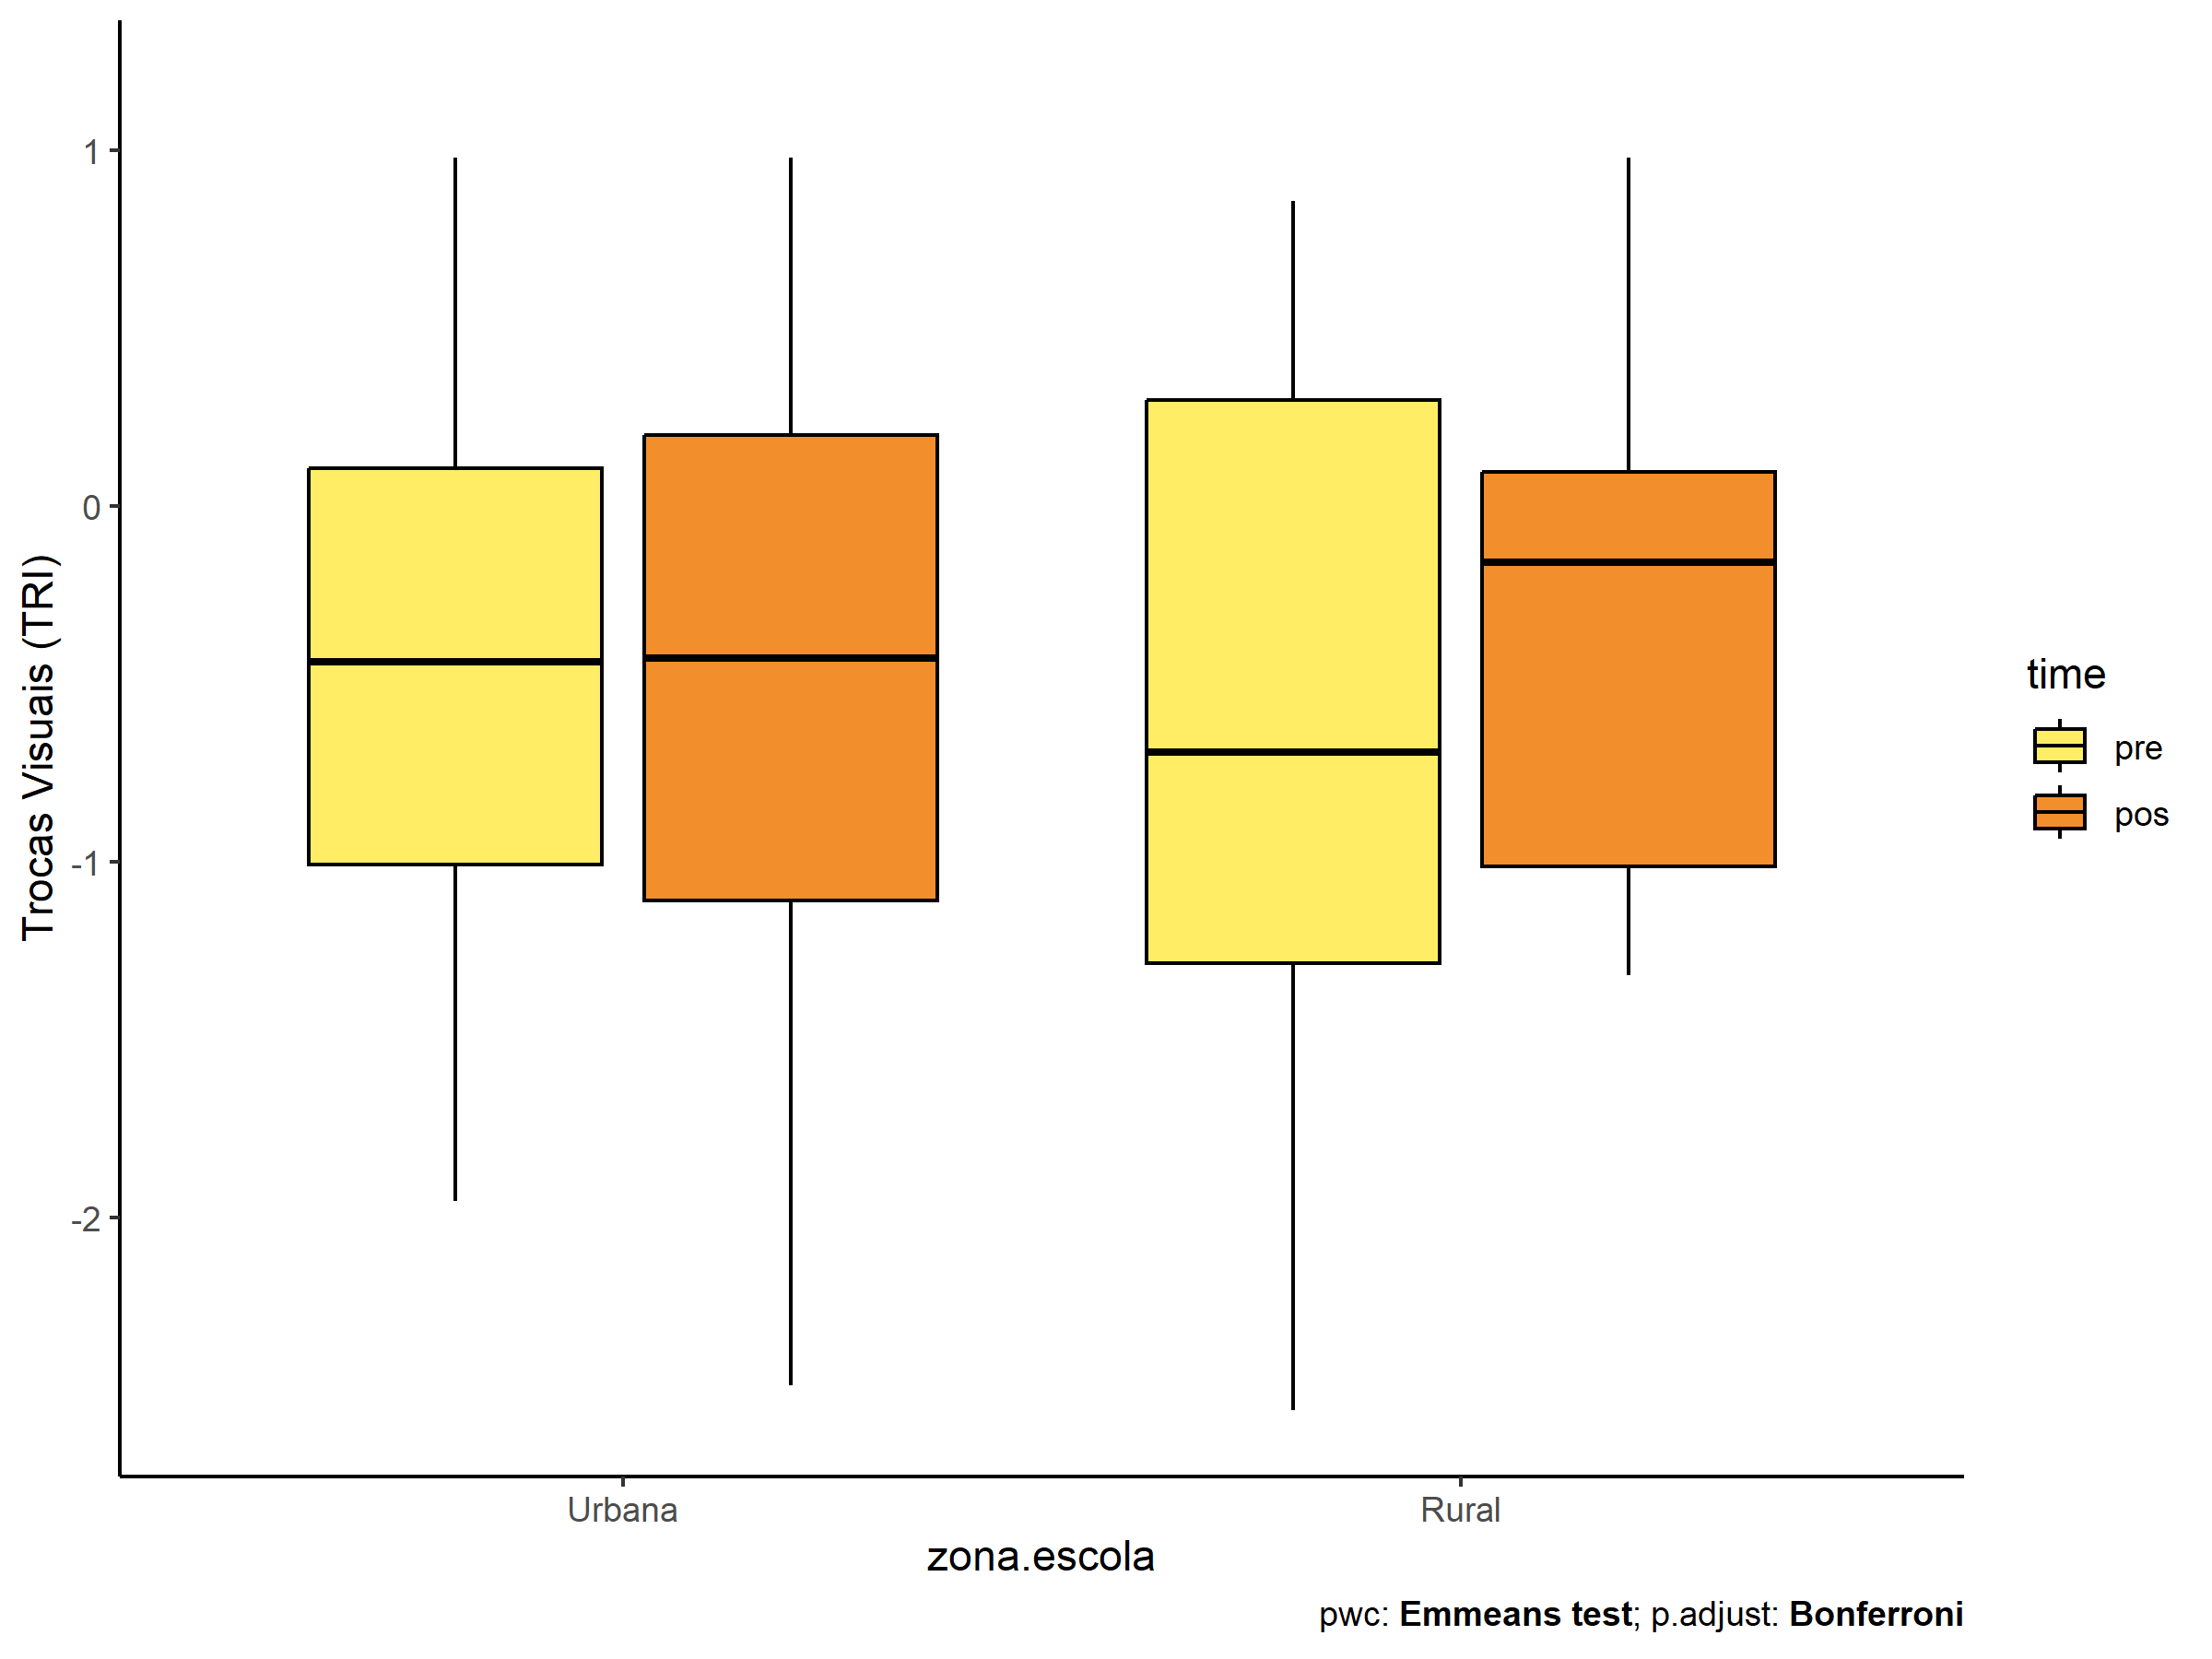 1
0
-1
-2
Trocas Visuais (TRI)
Urbana
Rural
zona.escola
pwc: Emmeans test; p.adjust: Bonferroni
time
pre
pos